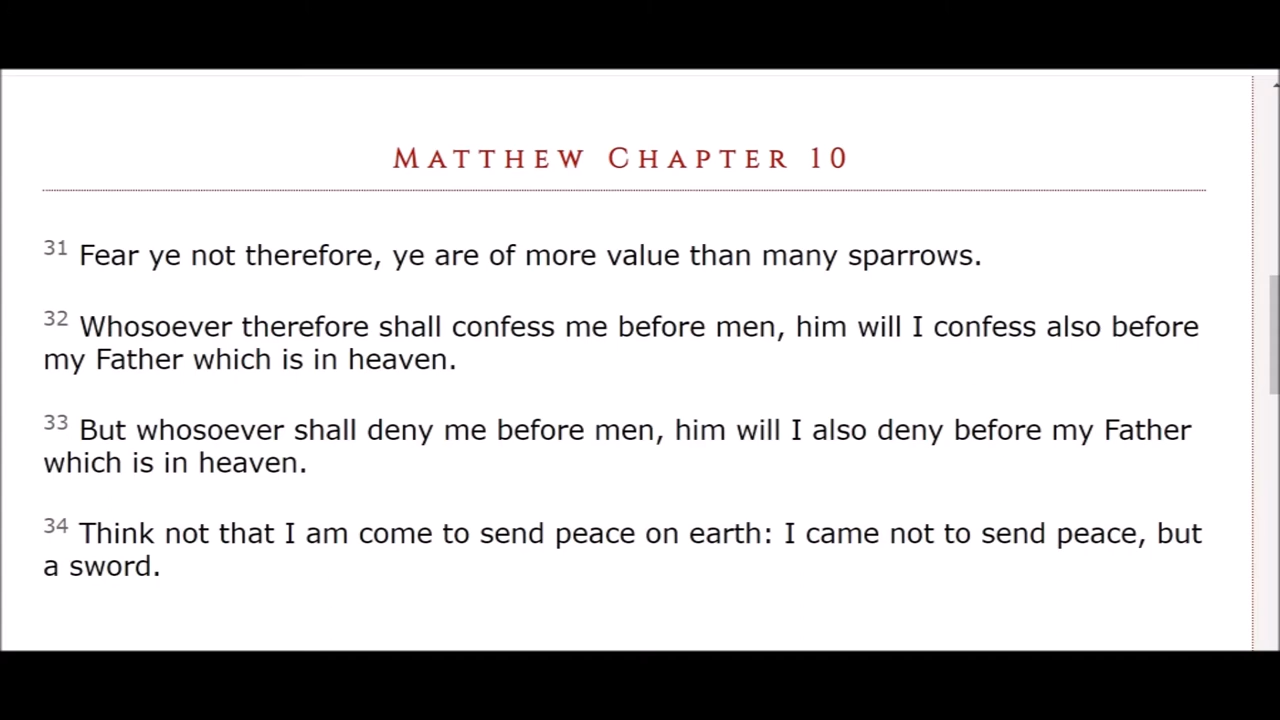 MATTHEW CHAPTER 10
31 Fear ye not therefore, ye are of more value than many sparrows.
32 Whosoever therefore shall confess me before men, him will I confess also before
my Father which is in heaven.
33 But whosoever shall deny me before men, him will I also deny before my Father
which is in heaven.
34 Think not that I am come to send peace on earth: I came not to send peace, but
a sword.